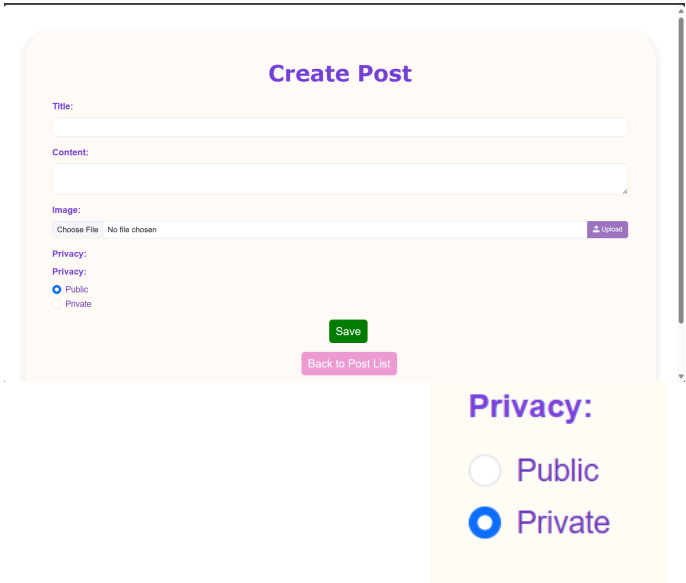 Create Post
Title:
Content:
Image:
Choose File No file chosen Upload
Privacy:
Privacy:
Public
Private
Save
Back to Post List
Privacy:
Public
Private